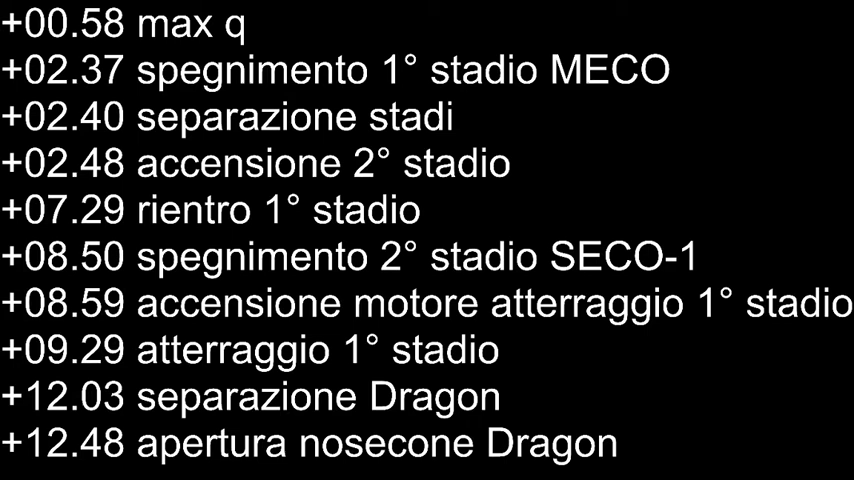 +00.58 max q
+02.37 spegnimento 1° stadio MECO
+02.40 separazione stadi
+02.48 accensione 2° stadio
+07.29 rientro 1° stadio
+08.50 spegnimento 2° stadio SECO-1
+08.59 accensione motore atterraggio 1° stadio
+09.29 atterraggio 1° stadio
+12.03 separazione Dragon
+12.48 apertura nosecone Dragon